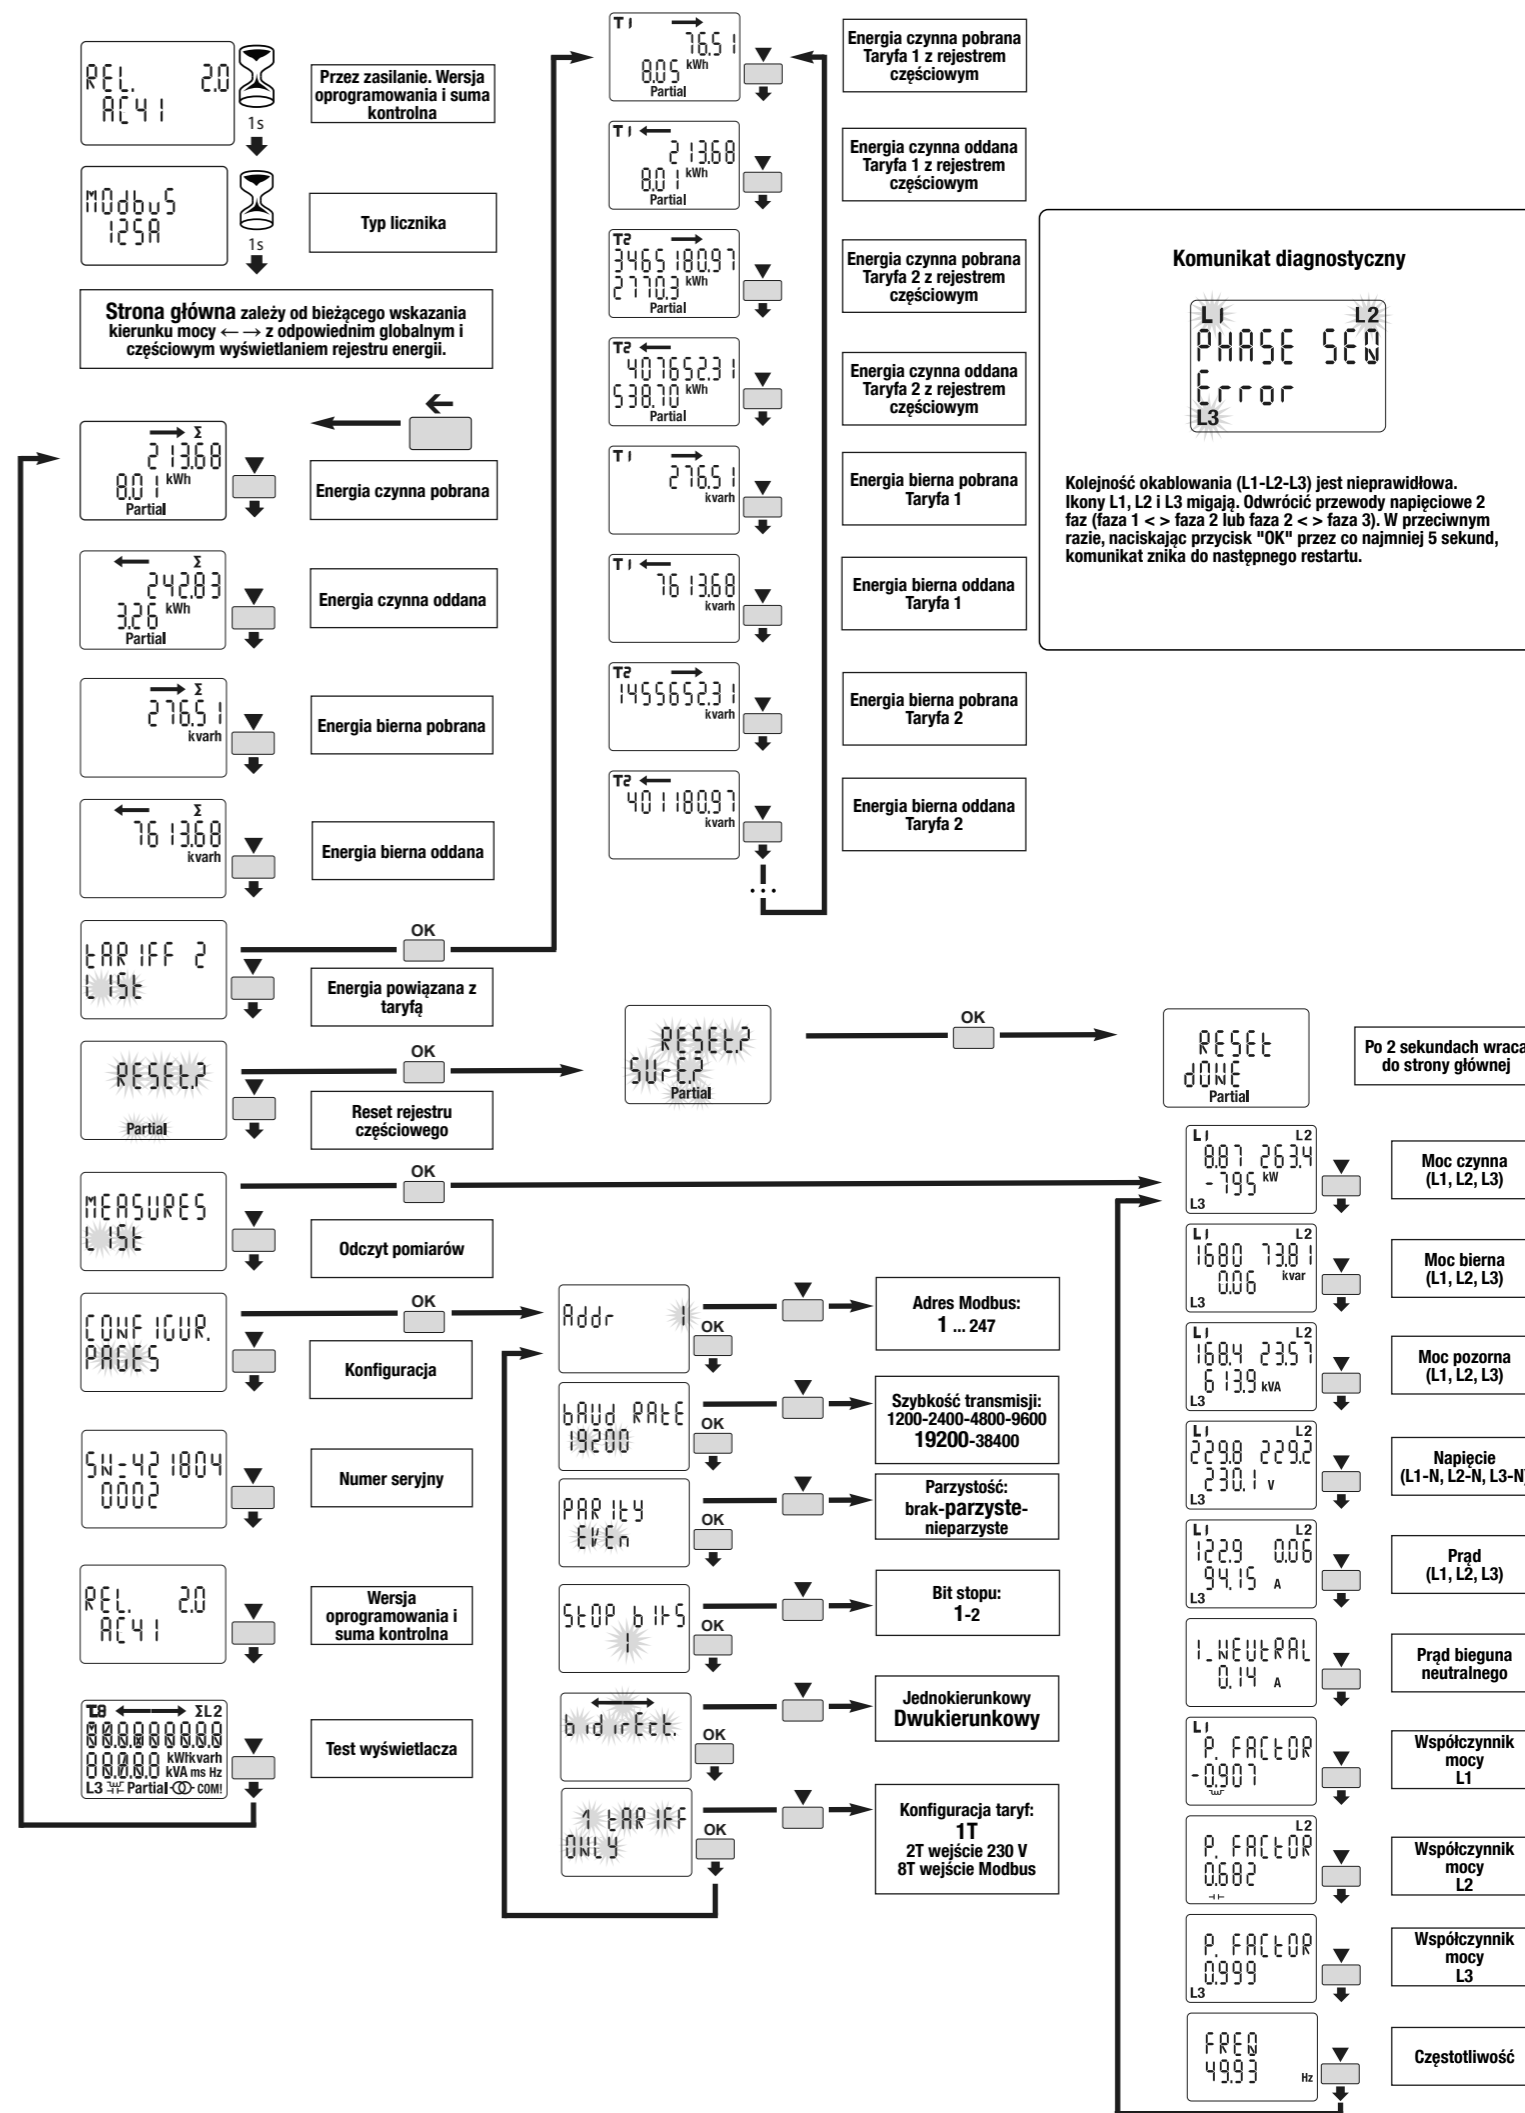 REL. 2.0
AC41
1s
Przez zasilanie. Wersja
oprogramowania i suma
kontrolna
MOdbuS
125A
1s
Typ licznika
Strona główna zależy od bieżącego wskazania
kierunku mocy ←→ z odpowiednim globalnym i
częściowym wyświetlaniem rejestru energii.
Σ
213.68
8.01 kWh
Partial
Energia czynna pobrana
Σ
242.83
3.26 kWh
Partial
Energia czynna oddana
Σ
276.51
kvarh
Energia bierna pobrana
Σ
7613.68
kvarh
Energia bierna oddana
tARIFF 2
LISt
OK
Energia powiązana z
taryfą
RESEt.?
Partial
OK
Reset rejestru
częściowego
RESEt.?
SUrE.?
Partial
OK
RESEt
dONE
Partial
Po 2 sekundach wraca
do strony głównej
MEASURES
LISt
OK
Odczyt pomiarów
CONFIGUR.
PAGES
OK
Konfiguracja
SN-421804
0002
Numer seryjny
REL. 2.0
AC41
Wersja
oprogramowania i
suma kontrolna
T8 ΣL2
kWkvarh
kVA ms Hz
L3 Partial COM!
Test wyświetlacza
T1
76.51
8.05 kWh
Partial
Energia czynna pobrana
Taryfa 1 z rejestrem
częściowym
T1
213.68
8.01 kWh
Partial
Energia czynna oddana
Taryfa 1 z rejestrem
częściowym
T2
3465180.97
2770.3 kWh
Partial
Energia czynna pobrana
Taryfa 2 z rejestrem
częściowym
T2
407652.31
538.70 kWh
Partial
Energia czynna oddana
Taryfa 2 z rejestrem
częściowym
T1
276.51
kvarh
Energia bierna pobrana
Taryfa 1
T1
7613.68
kvarh
Energia bierna oddana
Taryfa 1
T2
1455652.31
kvarh
Energia bierna pobrana
Taryfa 2
T2
401180.97
kvarh
Energia bierna oddana
Taryfa 2
...
Komunikat diagnostyczny
L1 L2
PHASE SEQ
Error
L3
Kolejność okablowania (L1-L2-L3) jest nieprawidłowa.
Ikony L1, L2 i L3 migają. Odwrócić przewody napięciowe 2
faz (faza 1 < > faza 2 lub faza 2 < > faza 3). W przeciwnym
razie, naciskając przycisk "OK" przez co najmniej 5 sekund,
komunikat znika do następnego restartu.
Addr 1
OK
Adres Modbus:
1 ... 247
bAUd RAtE
19200
OK
Szybkość transmisji:
1200-2400-4800-9600
19200-38400
PARItY
EVEn
OK
Parzystość:
brak-parzyste-
nieparzyste
StOP bItS
1
OK
Bit stopu:
1-2
bidirEct.
OK
Jednokierunkowy
Dwukierunkowy
1 tARIFF
ONLY
OK
Konfiguracja taryf:
1T
2T wejście 230 V
8T wejście Modbus
L1 L2
8.87 263.4
-795 kW
L3
Moc czynna
(L1, L2, L3)
L1 L2
1680 73.81
0.06 kvar
L3
Moc bierna
(L1, L2, L3)
L1 L2
168.4 23.57
613.9 kVA
L3
Moc pozorna
(L1, L2, L3)
L1 L2
229.8 229.2
230.1 V
L3
Napięcie
(L1-N, L2-N, L3-N)
L1 L2
122.9 0.06
94.15 A
L3
Prąd
(L1, L2, L3)
I_NEUtRAL
0.14 A
Prąd bieguna
neutralnego
L1
P. FACtOR
-0.907
Współczynnik
mocy
L1
L2
P. FACtOR
0.682
Współczynnik
mocy
L2
P. FACtOR
0.999
L3
Współczynnik
mocy
L3
FREQ
49.93
Hz
Częstotliwość